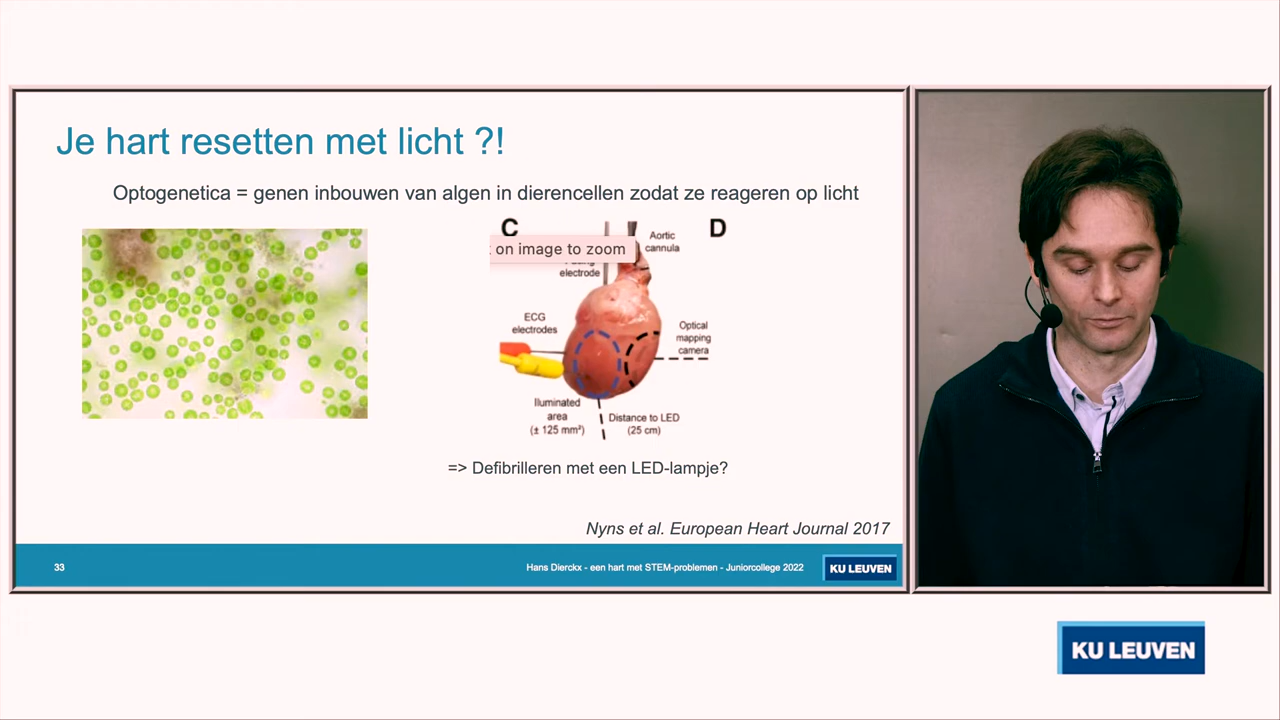 Je hart resetten met licht ?!
Optogenetica = genen inbouwen van algen in dierencellen zodat ze reageren op licht
C
D
on image to zoom
Aortic
cannula
electrode
ECG
electrodes
Optical
mapping
camera
Illuminated
area
(± 125 mm²)
Distance to LED
(25 cm)
=> Defibrilleren met een LED-lampje?
Nyns et al. European Heart Journal 2017
33
Hans Dierckx - een hart met STEM-problemen - Juniorcollege 2022
KU LEUVEN
KU LEUVEN